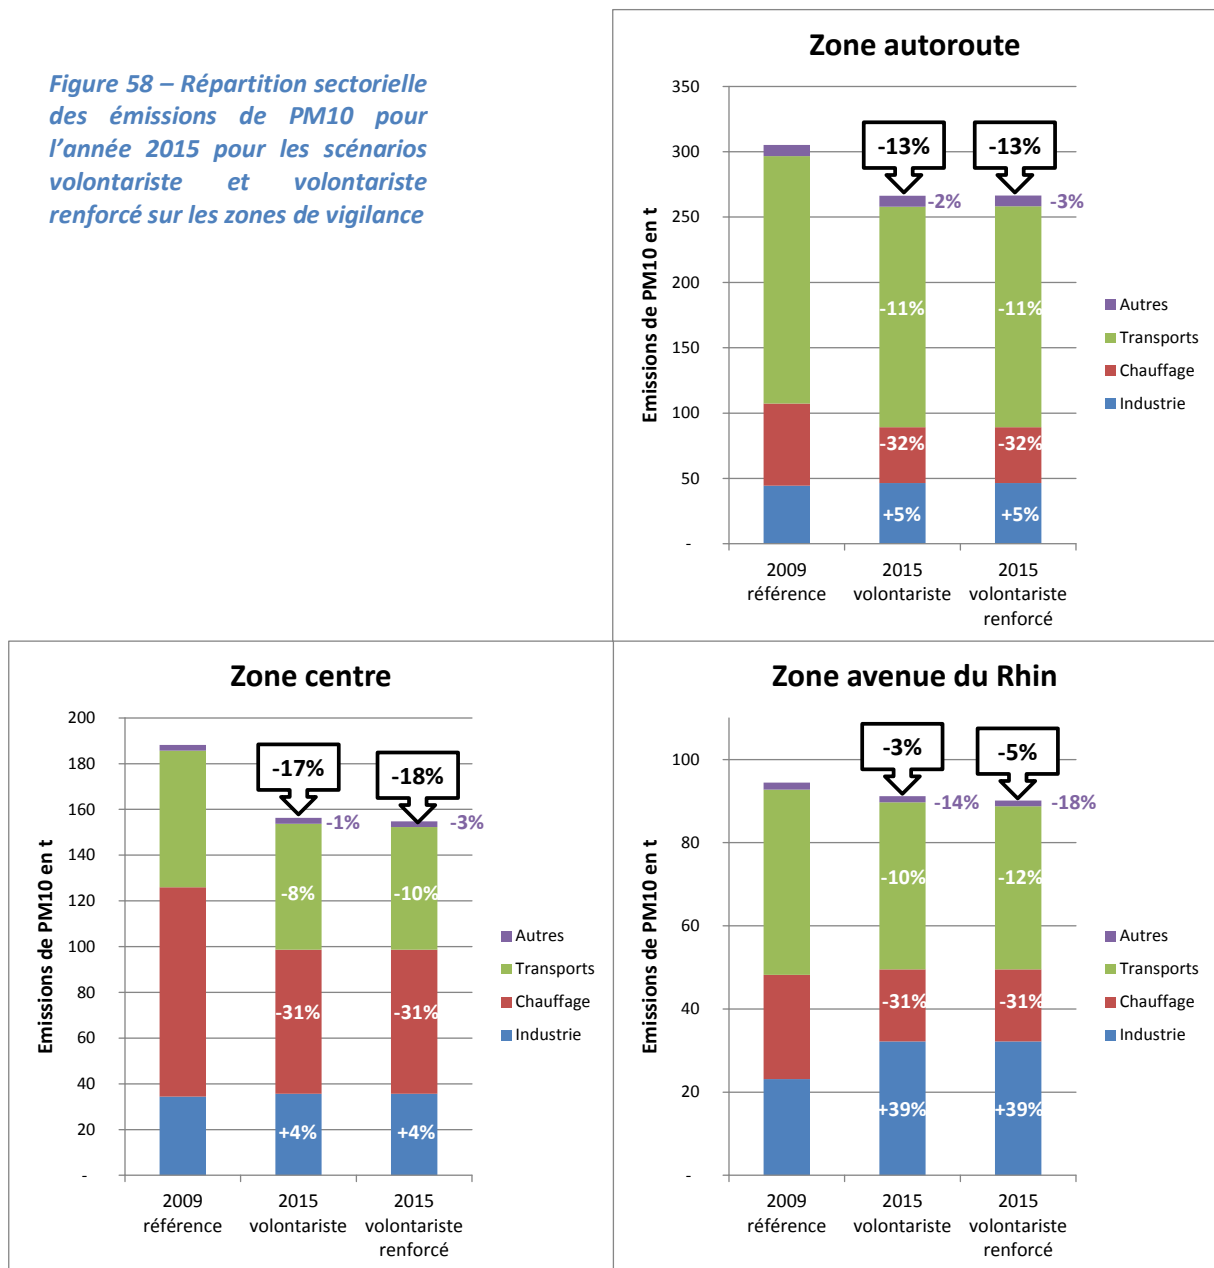 Figure 58 – Répartition sectorielle
des émissions de PM10 pour
l'année 2015 pour les scénarios
volontariste et volontariste
renforcé sur les zones de vigilance
Zone autoroute
Emissions de PM10 en t
350
300
250
200
150
100
50
-
-13%
-13%
-2%
-3%
-11%
-11%
-32%
-32%
+5%
+5%
Autres
Transports
Chauffage
Industrie
2009
référence
2015
volontariste
2015
volontariste
renforcé
Zone centre
Emissions de PM10 en t
200
180
160
140
120
100
80
60
40
20
-
-17%
-18%
-1%
-3%
-8%
-10%
-31%
-31%
+4%
+4%
Autres
Transports
Chauffage
Industrie
2009
référence
2015
volontariste
2015
volontariste
renforcé
Zone avenue du Rhin
Emissions de PM10 en t
100
80
60
40
20
-
-3%
-5%
-14%
-18%
-10%
-12%
-31%
-31%
+39%
+39%
Autres
Transports
Chauffage
Industrie
2009
référence
2015
volontariste
2015
volontariste
renforcé